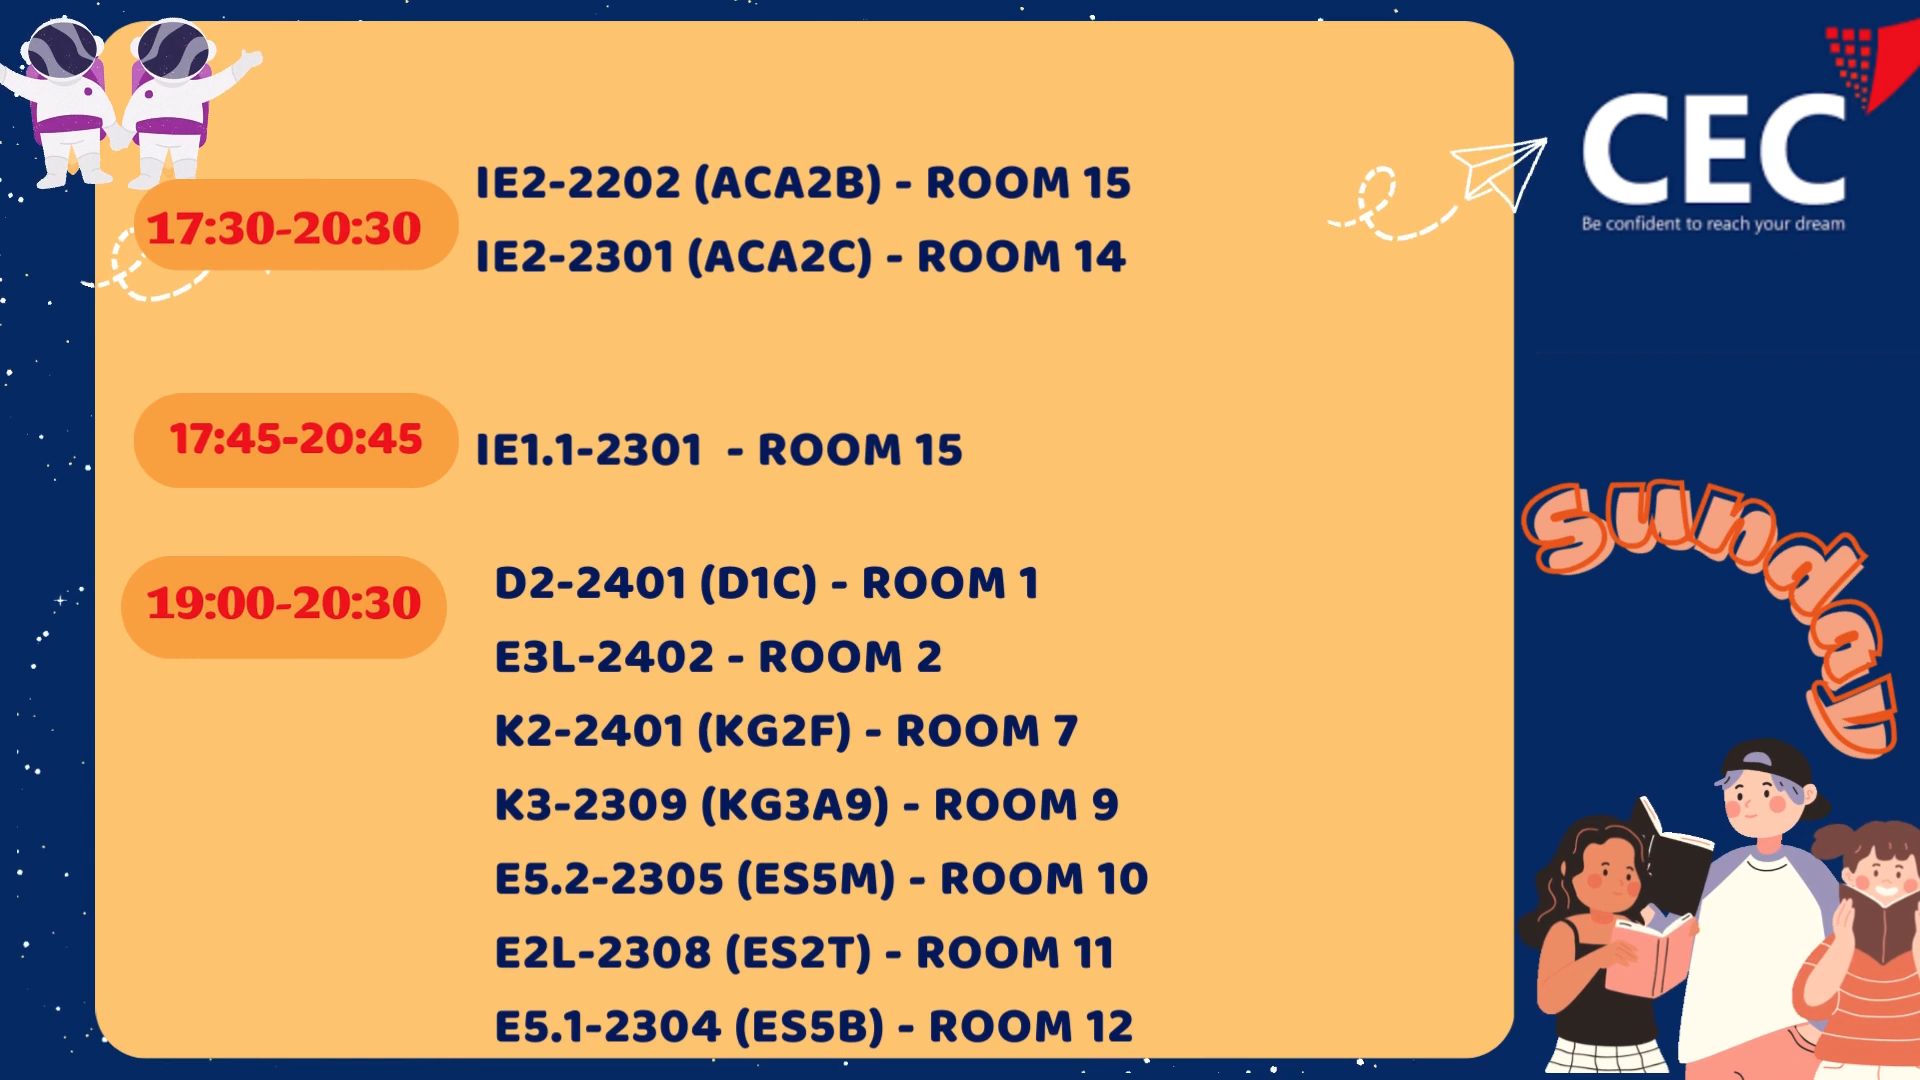 17:30-20:30
IE2-2202 (ACA2B) - ROOM 15
IE2-2301 (ACA2C) - ROOM 14
17:45-20:45
IE1.1-2301 - ROOM 15
19:00-20:30
D2-2401 (D1C) - ROOM 1
E3L-2402 - ROOM 2
K2-2401 (KG2F) - ROOM 7
K3-2309 (KG3A9) - ROOM 9
E5.2-2305 (ES5M) - ROOM 10
E2L-2308 (ES2T) - ROOM 11
E5.1-2304 (ES5B) - ROOM 12
CEC
Be confident to reach your dream
Sunday